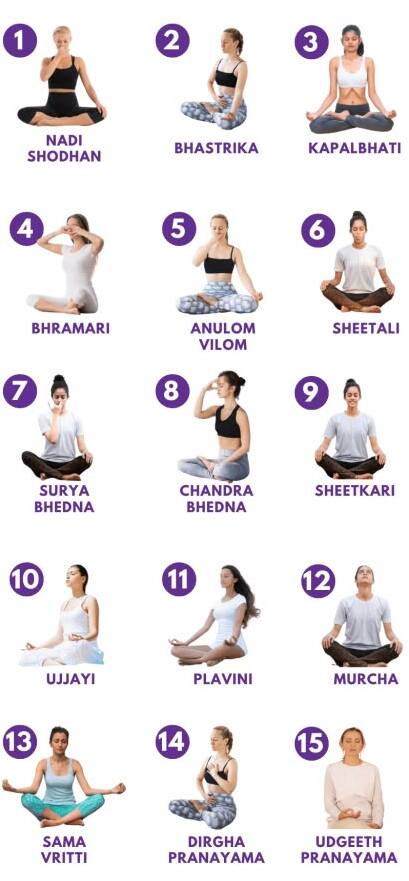 1
NADI
SHODHAN
2
BHASTRIKA
3
KAPALBHATI
4
BHRAMARI
5
ANULOM
VILOM
6
SHEETALI
7
SURYA
BHEDNA
8
CHANDRA
BHEDNA
9
SHEETKARI
10
UJJAYI
11
PLAVINI
12
MURCHA
13
SAMA
VRITTI
14
DIRGHA
PRANAYAMA
15
UDGEETH
PRANAYAMA